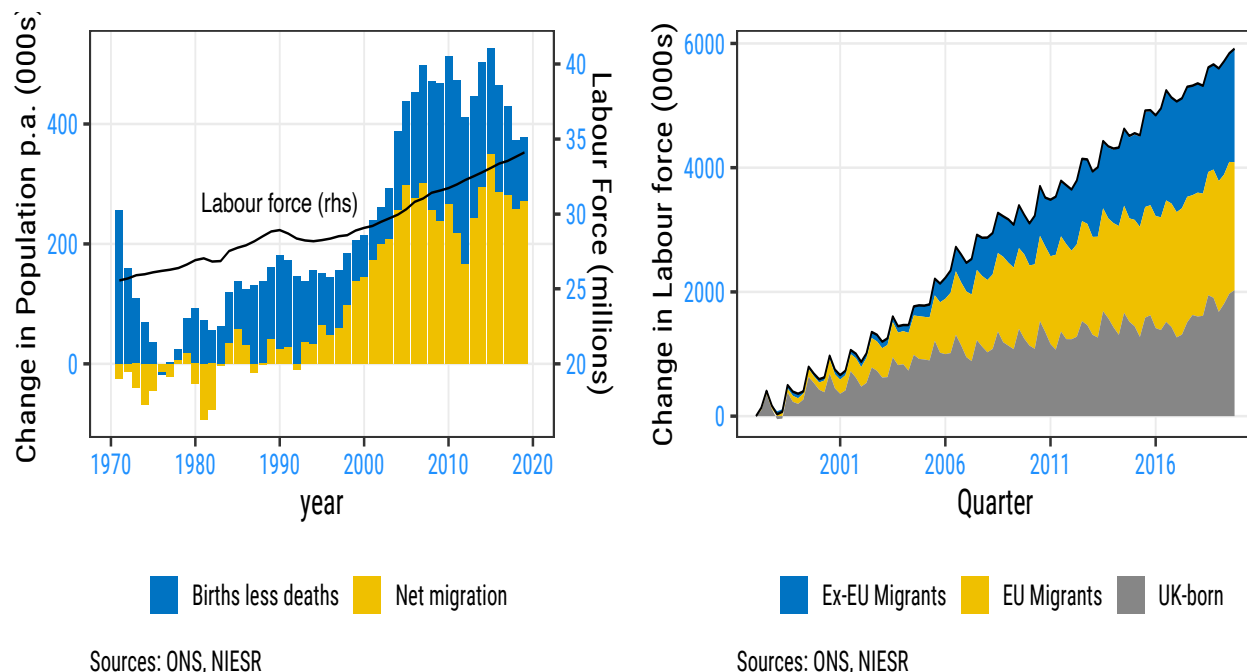 Change in Population p.a. (000s)
400
200
0
Labour force (rhs)
40
35
30
25
20
Labour Force (millions)
1970 1980 1990 2000 2010 2020
year
Births less deaths Net migration
Sources: ONS, NIESR
Change in Labour force (000s)
6000
4000
2000
0
2001 2006 2011 2016
Quarter
Ex-EU Migrants EU Migrants UK-born
Sources: ONS, NIESR